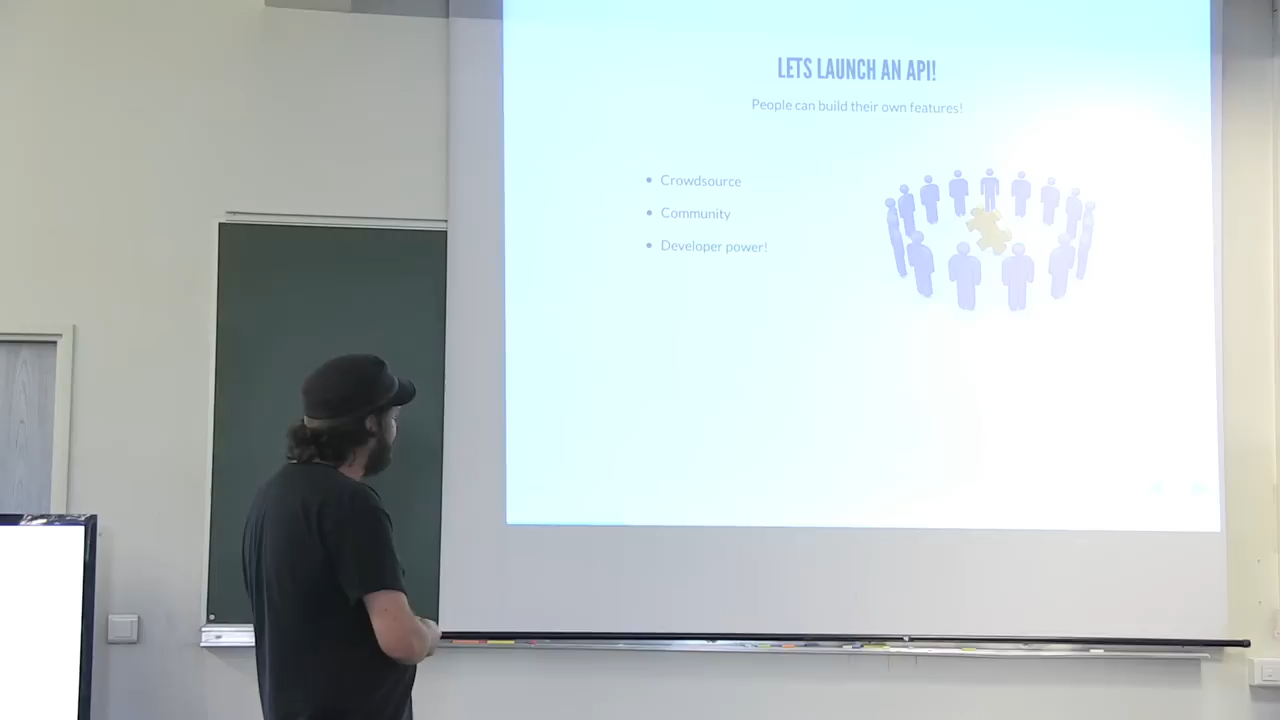 LETS LAUNCH AN API!
People can build their own features!
• Crowdsource
• Community
• Developer power!